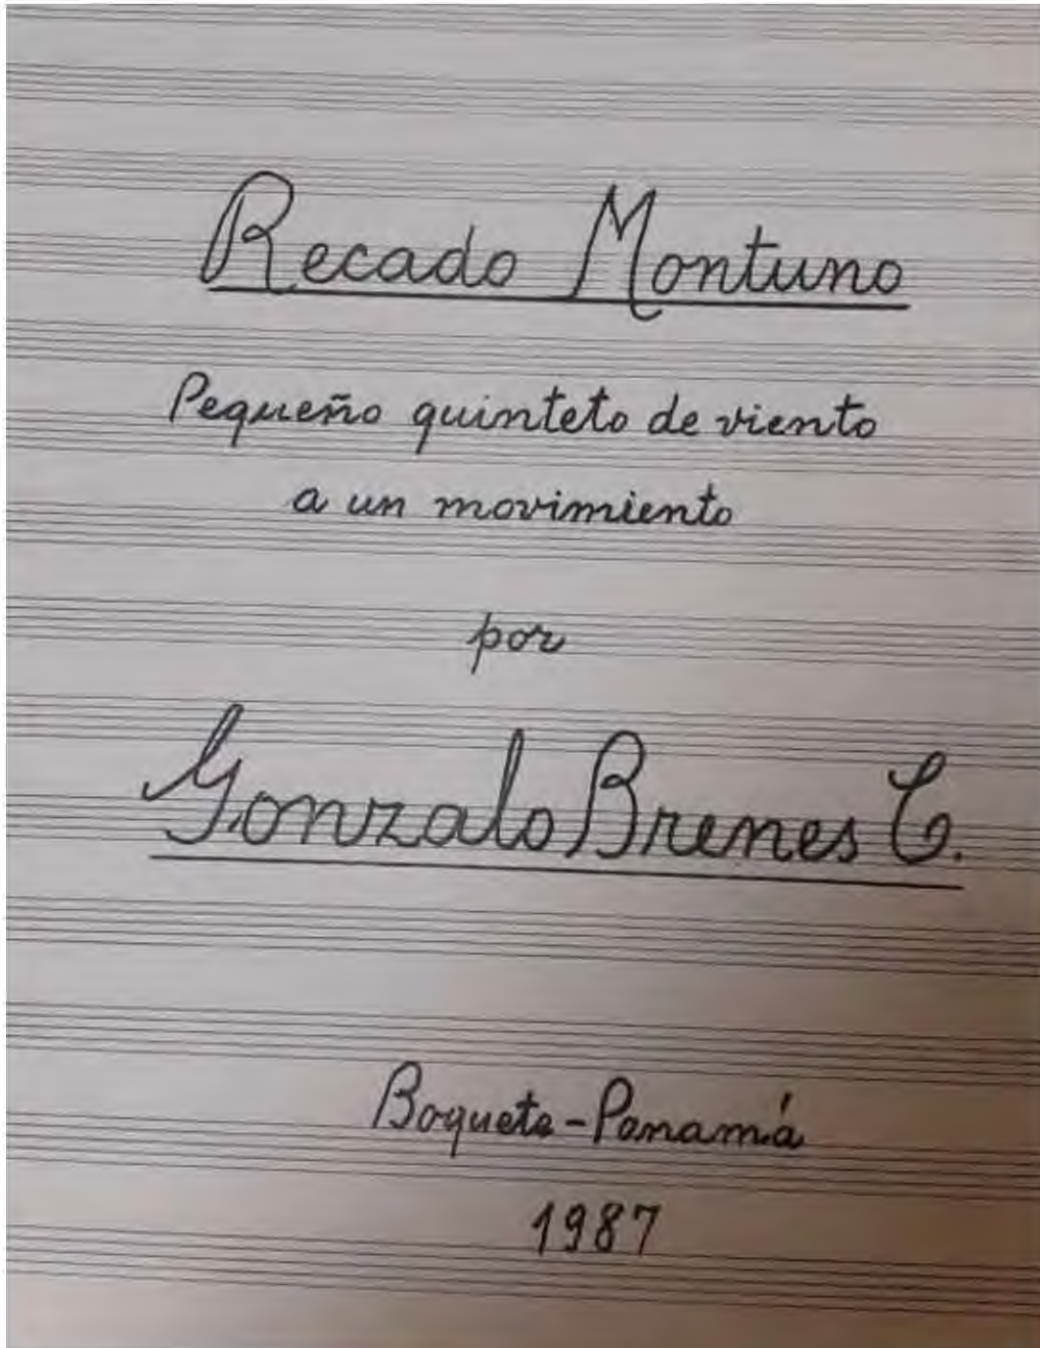 Recado Montuno
Pequeño quinteto de viento
a un movimiento
por
Gonzalo Brenes C.
Boquete-Panamá
1987